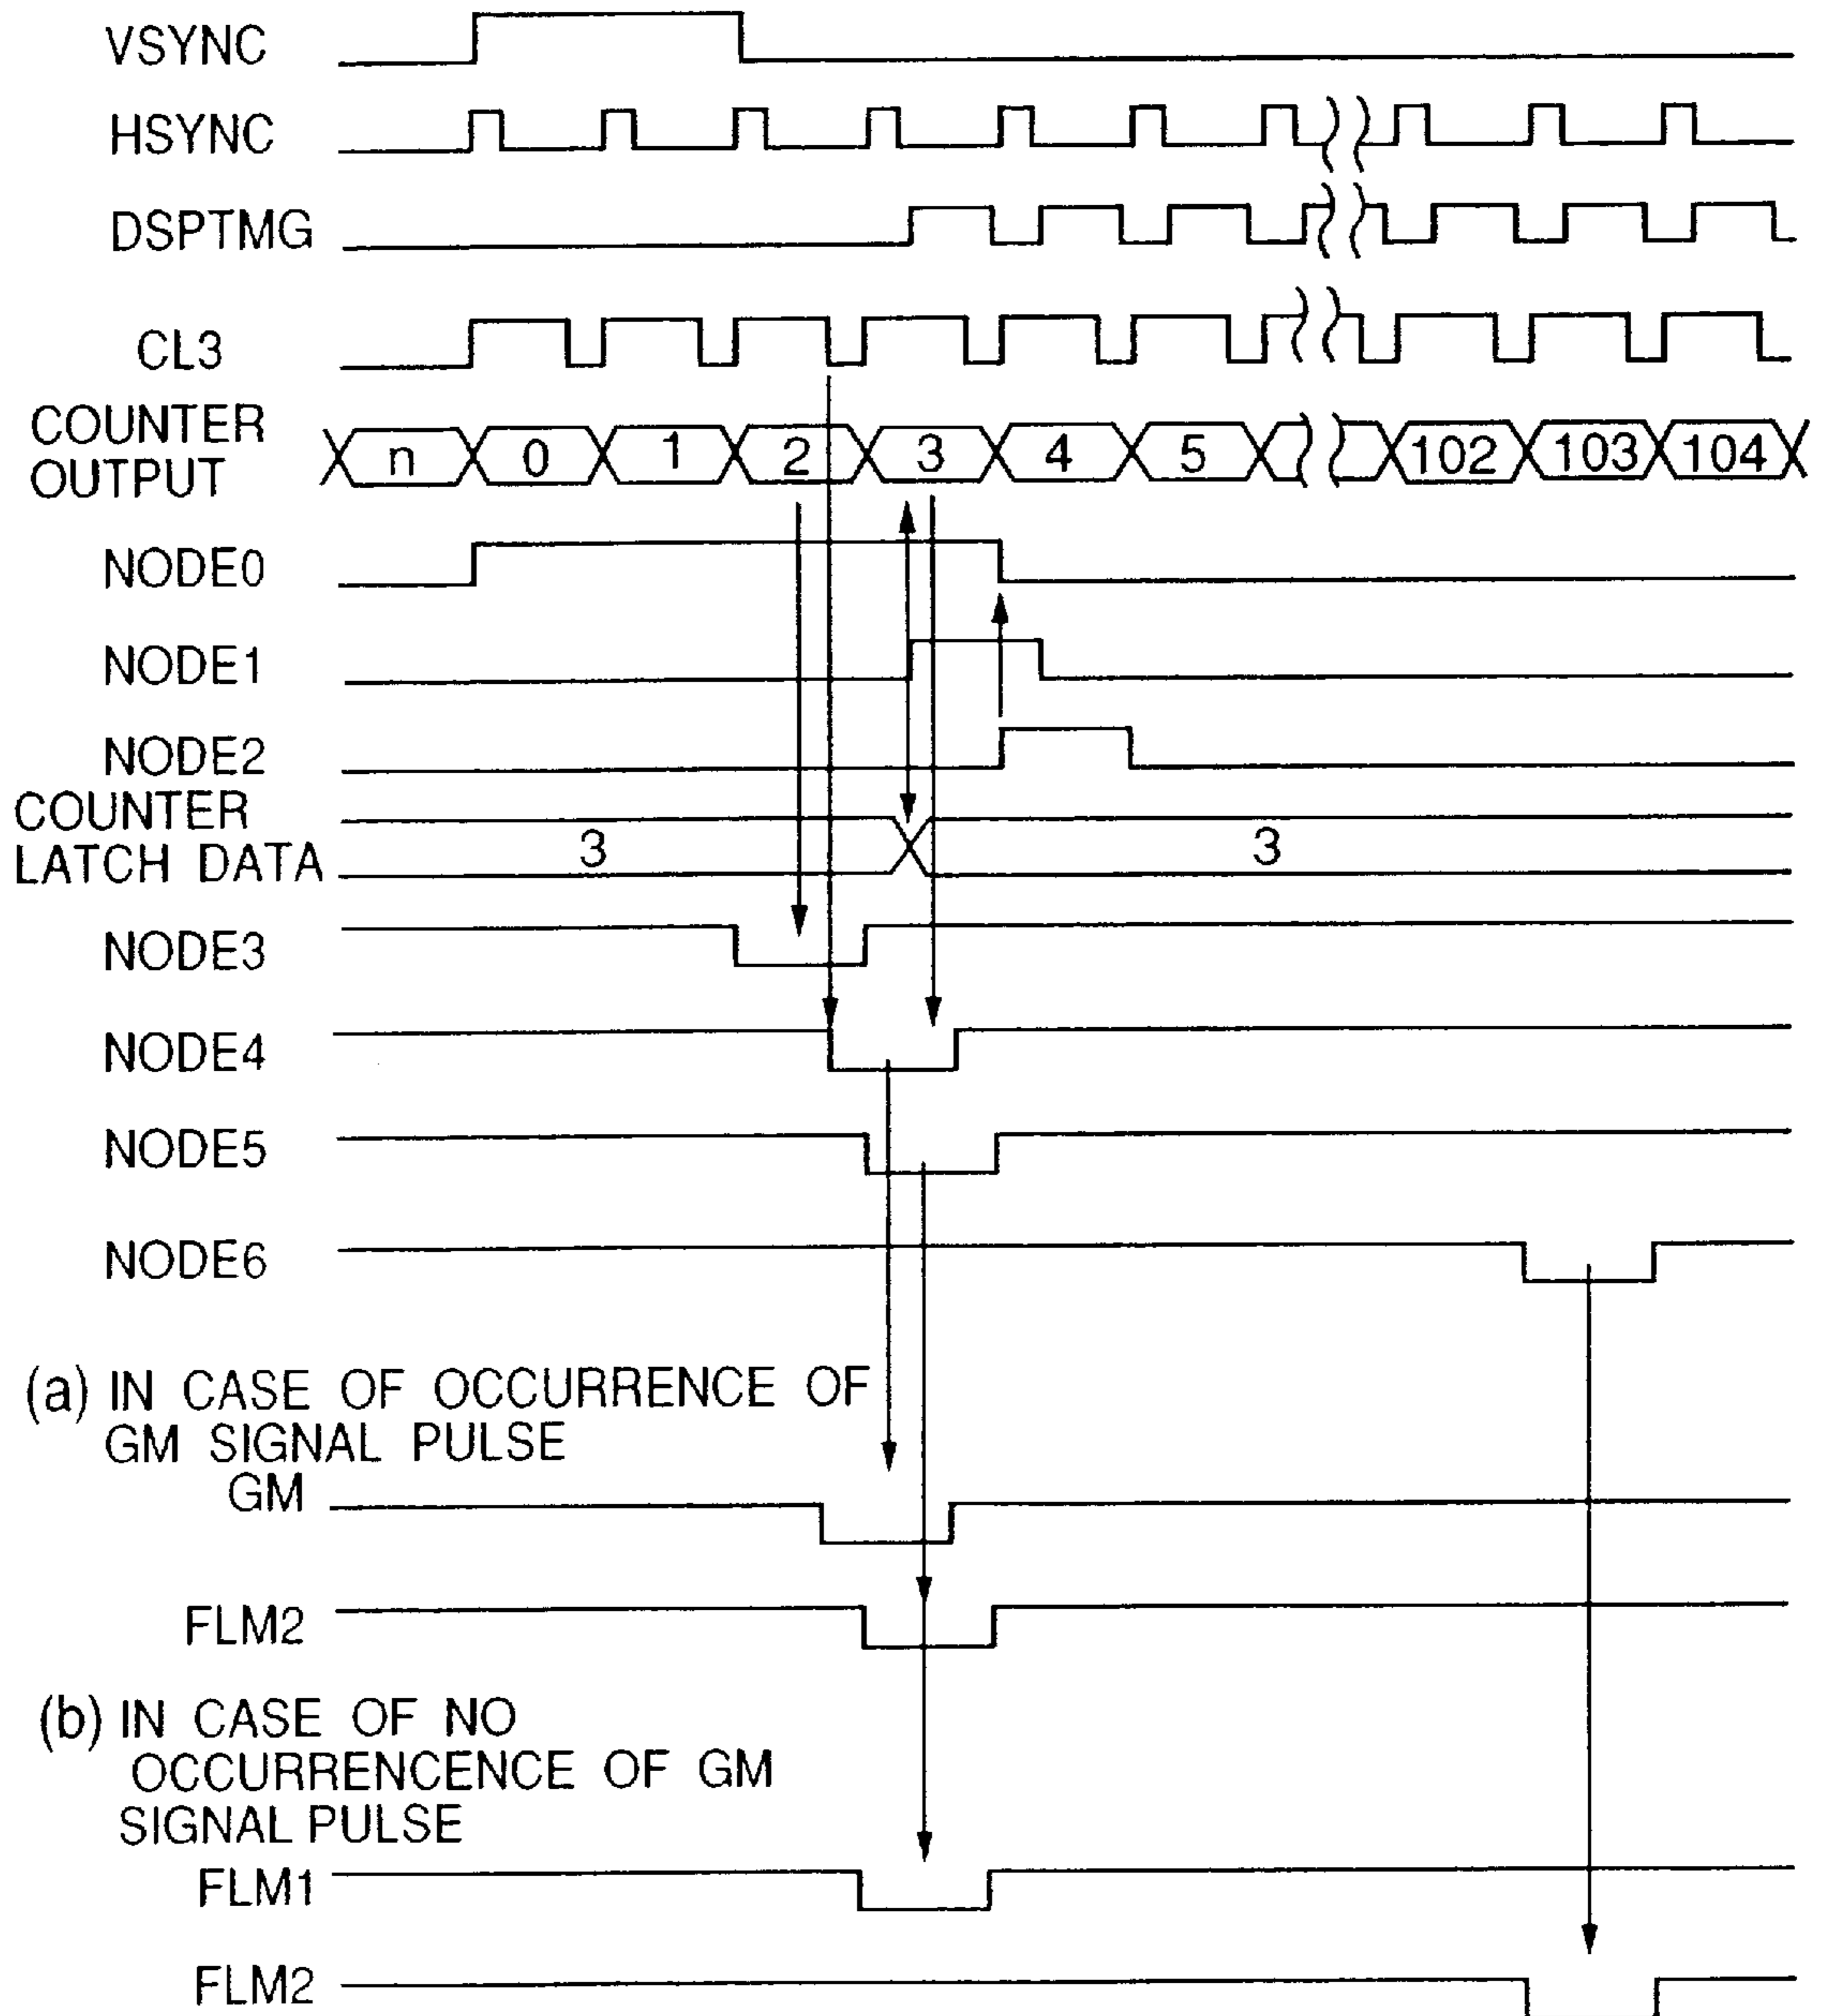 VSYNC
HSYNC
DSPTMG
CL3
COUNTER
OUTPUT
n 0 1 2 3 4 5 102 103 104
NODE0
NODE1
NODE2
COUNTER
LATCH DATA
3 3
NODE3
NODE4
NODE5
NODE6
(a) IN CASE OF OCCURRENCE OF
GM SIGNAL PULSE
GM
FLM2
(b) IN CASE OF NO
OCCURRENCENCE OF GM
SIGNAL PULSE
FLM1
FLM2